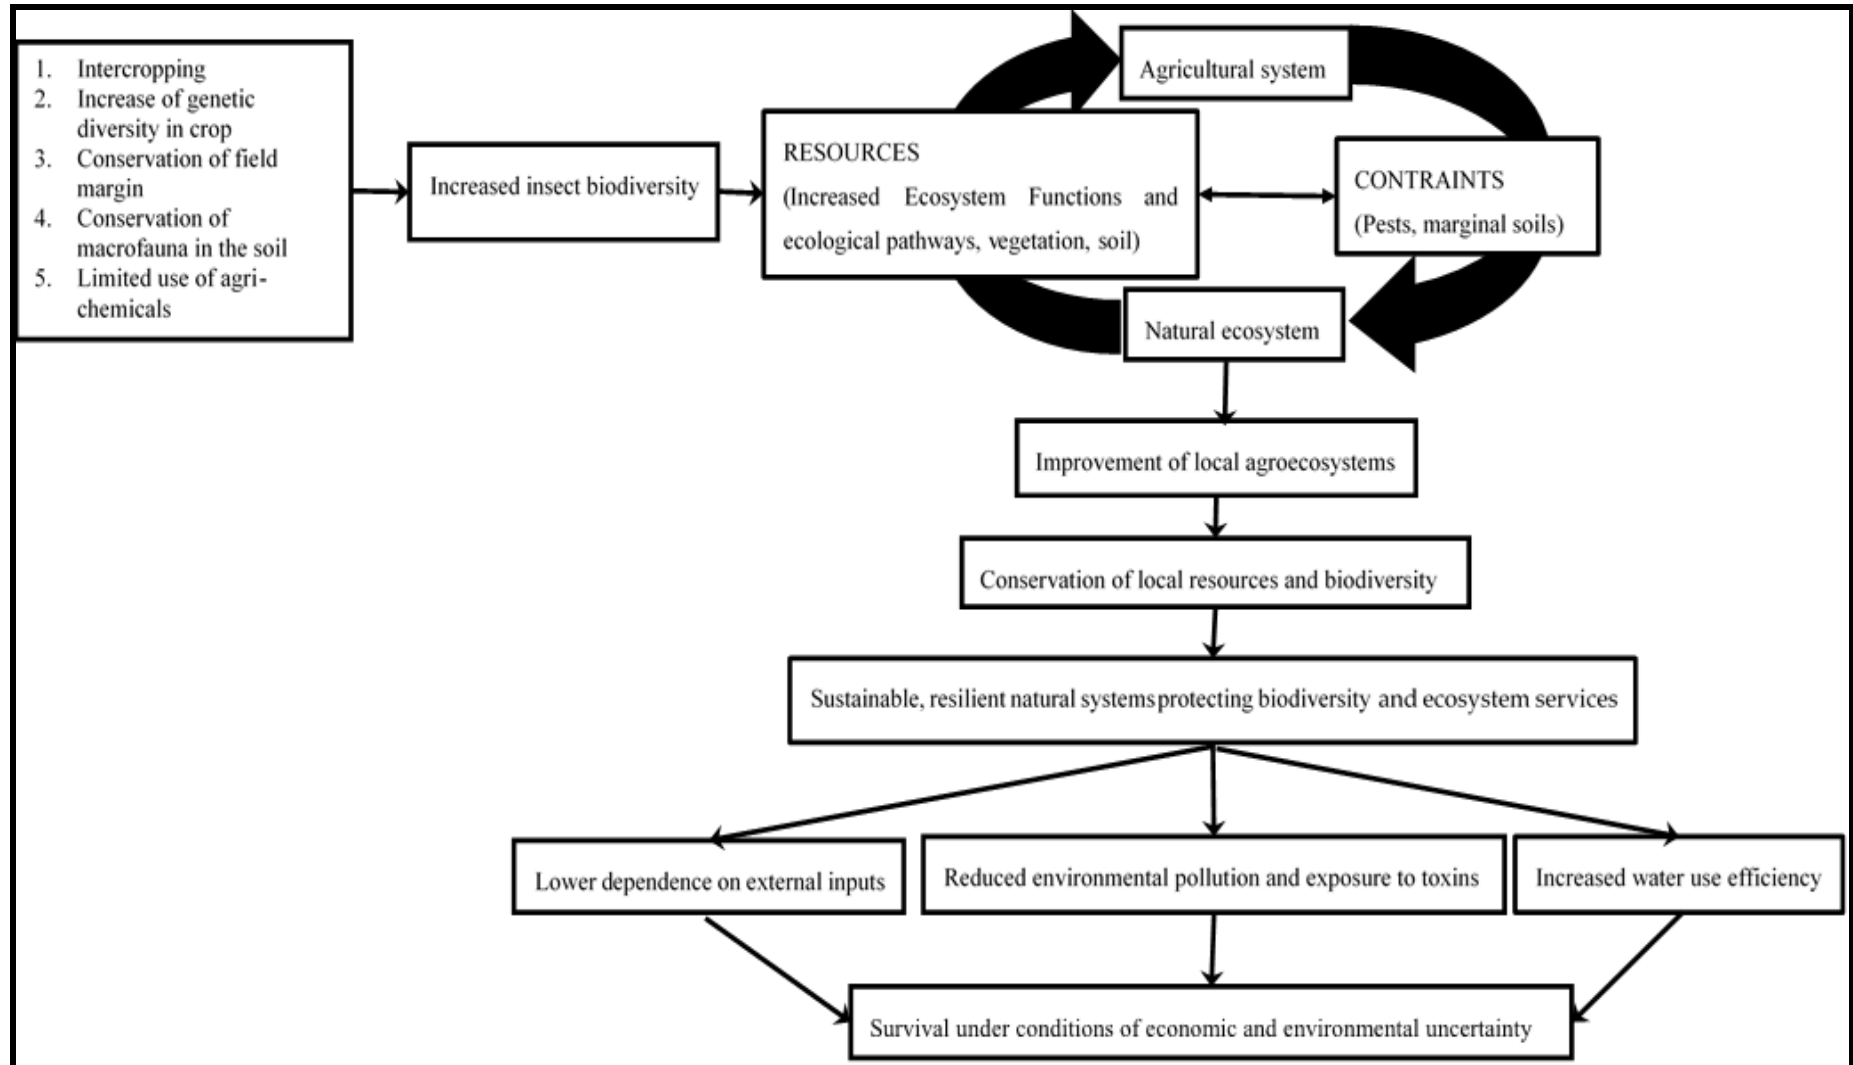 1. Intercropping
2. Increase of genetic
diversity in crop
3. Conservation of field
margin
4. Conservation of
macrofauna in the soil
5. Limited use of agri-
chemicals
Increased insect biodiversity
RESOURCES
(Increased Ecosystem Functions and
ecological pathways, vegetation, soil)
Agricultural system
CONTRAINTS
(Pests, marginal soils)
Natural ecosystem
Improvement of local agroecosystems
Conservation of local resources and biodiversity
Sustainable, resilient natural systems protecting biodiversity and ecosystem services
Lower dependence on external inputs
Reduced environmental pollution and exposure to toxins
Increased water use efficiency
Survival under conditions of economic and environmental uncertainty